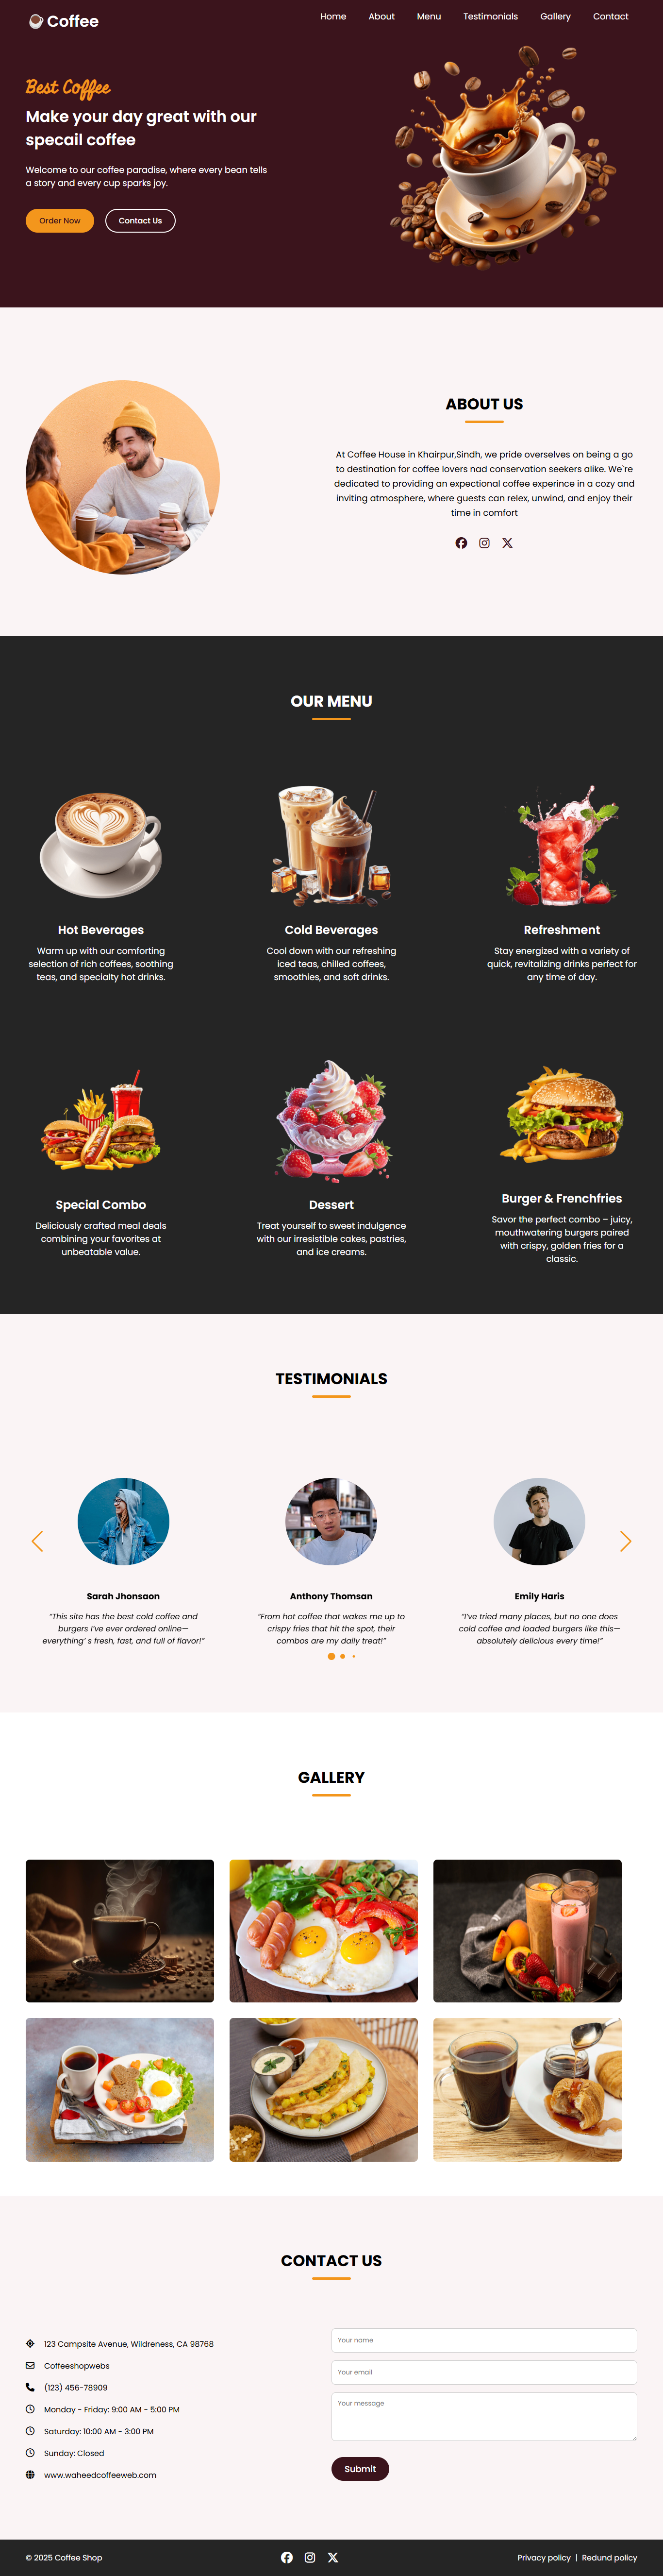 Coffee
Home About Menu Testimonials Gallery Contact
Best Coffee
Make your day great with our
specail coffee
Welcome to our coffee paradise, where every bean tells
a story and every cup sparks joy.
Order Now Contact Us
ABOUT US
At Coffee House in Khairpur,Sindh, we pride overselves on being a go
to destination for coffee lovers nad conservation seekers alike. We`re
dedicated to providing an expectional coffee experince in a cozy and
inviting atmosphere, where guests can relex, unwind, and enjoy their
time in comfort
OUR MENU
Hot Beverages
Warm up with our comforting
selection of rich coffees, soothing
teas, and specialty hot drinks.
Cold Beverages
Cool down with our refreshing
iced teas, chilled coffees,
smoothies, and soft drinks.
Refreshment
Stay energized with a variety of
quick, revitalizing drinks perfect for
any time of day.
Special Combo
Deliciously crafted meal deals
combining your favorites at
unbeatable value.
Dessert
Treat yourself to sweet indulgence
with our irresistible cakes, pastries,
and ice creams.
Burger & Frenchfries
Savor the perfect combo – juicy,
mouthwatering burgers paired
with crispy, golden fries for a
classic.
TESTIMONIALS
Sarah Jhonsaon
“This site has the best cold coffee and
burgers I’ve ever ordered online—
everything’ s fresh, fast, and full of flavor!”
Anthony Thomsan
“From hot coffee that wakes me up to
crispy fries that hit the spot, their
combos are my daily treat!”
Emily Haris
“I’ve tried many places, but no one does
cold coffee and loaded burgers like this—
absolutely delicious every time!”
GALLERY
CONTACT US
123 Campsite Avenue, Wildreness, CA 98768
Coffeeshopwebs
(123) 456-78909
Monday - Friday: 9:00 AM - 5:00 PM
Saturday: 10:00 AM - 3:00 PM
Sunday: Closed
www.waheedcoffeeweb.com
Your name
Your email
Your message
Submit
© 2025 Coffee Shop
Privacy policy | Redund policy